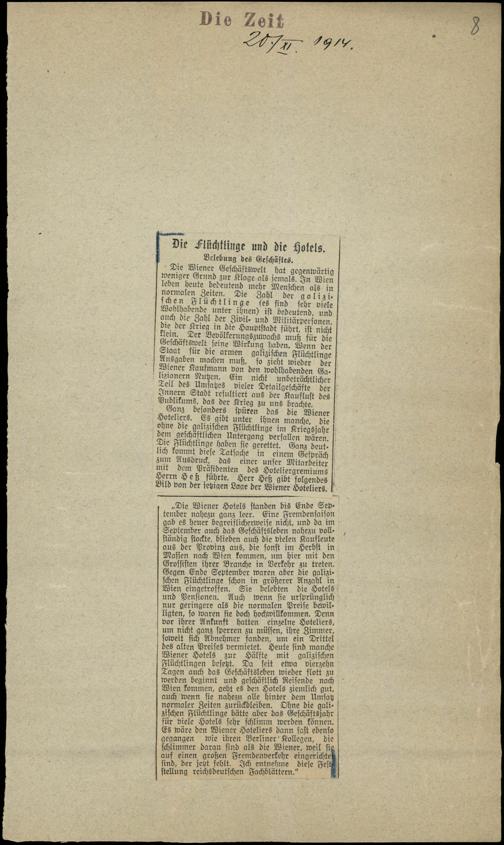 Die Zeit
20/XI. 1914.
8
Die Flüchtlinge und die Hotels.
Belebung des Geschäftes.
Die Wiener Geschäftswelt hat gegenwärtig
weniger Grund zur Klage als jemals. In Wien
leben heute bedeutend mehr Menschen als in
normalen Zeiten. Die Zahl der galizi-
schen Flüchtlinge (es sind sehr viele
Wohlhabende unter ihnen) ist bedeutend, und
auch die Zahl der Zivil- und Militärpersonen,
die der Krieg in die Hauptstadt führt, ist nicht
klein. Der Bevölkerungszuwachs muß für die
Geschäftswelt seine Wirkung haben. Wenn der
Staat für die armen galizischen Flüchtlinge
Ausgaben machen muß, so zieht wieder der
Wiener Kaufmann von den wohlhabenden Ga-
lizianern Nutzen. Ein nicht unbeträchtlicher
Teil des Umsatzes vieler Detailgeschäfte der
Innern Stadt resultiert aus der Kauflust des
Publikums, das der Krieg zu uns brachte.
Ganz besonders spüren das die Wiener
Hoteliers. Es gibt unter ihnen manche, die
ohne die galizischen Flüchtlinge im Kriegsjahr
dem geschäftlichen Untergang verfallen wären.
Die Flüchtlinge haben sie gerettet. Ganz deut-
lich kommt diese Tatsache in einem Gespräch
zum Ausdruck, das einer unser Mitarbeiter
mit dem Präsidenten des Hoteliergremiums
Herrn Heß führte. Herr Heß gibt folgendes
Bild von der jetzigen Lage der Wiener Hoteliers.
„Die Wiener Hotels standen bis Ende Sep-
tember nahezu ganz leer. Eine Fremdensaison
gab es heuer begreiflicherweise nicht, und da im
September auch das Geschäftsleben nahezu voll-
ständig stockte, blieben auch die vielen Kaufleute
aus der Provinz aus, die sonst im Herbst in
Massen nach Wien kommen, um hier mit den
Grossisten ihrer Branche in Verkehr zu treten.
Gegen Ende September waren aber die galizi-
schen Flüchtlinge schon in größerer Anzahl in
Wien eingetroffen. Sie belebten die Hotels
und Pensionen. Auch wenn sie ursprünglich
nur geringere als die normalen Preise bewil-
ligten, so waren sie doch hochwillkommen. Denn
vor ihrer Ankunft hatten einzelne Hoteliers,
um nicht ganz sperren zu müssen, ihre Zimmer,
soweit sich Abnehmer fanden, um ein Drittel
des alten Preises vermietet. Heute sind manche
Wiener Hotels zur Hälfte mit galizischen
Flüchtlingen besetzt. Da seit etwa vierzehn
Tagen auch das Geschäftsleben wieder flott zu
werden beginnt und geschäftlich Reisende nach
Wien kommen, geht es den Hotels ziemlich gut,
auch wenn sie nahezu alle hinter dem Umsatz
normaler Zeiten zurückbleiben. Ohne die gali-
zischen Flüchtlinge hätte aber das Geschäftsjahr
für viele Hotels sehr schlimm werden können.
Es wäre den Wiener Hoteliers dann fast ebenso
gegangen wie ihren Berliner Kollegen, die
schlimmer daran sind als die Wiener, weil sie
auf einen großen Fremdenverkehr eingerichtet
sind, der jetzt fehlt. Ich entnehme diese Fest-
stellung reichsdeutschen Fachblättern."